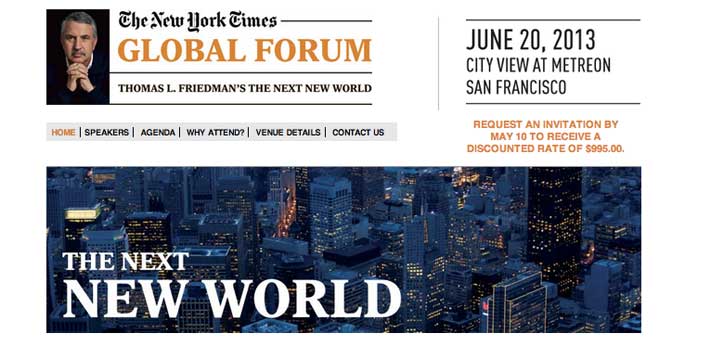 The New York Times
GLOBAL FORUM
THOMAS L. FRIEDMAN'S THE NEXT NEW WORLD
JUNE 20, 2013
CITY VIEW AT METREON
SAN FRANCISCO
HOME | SPEAKERS | AGENDA | WHY ATTEND? | VENUE DETAILS | CONTACT US
REQUEST AN INVITATION BY
MAY 10 TO RECEIVE A
DISCOUNTED RATE OF $995.00.
THE NEXT
NEW WORLD